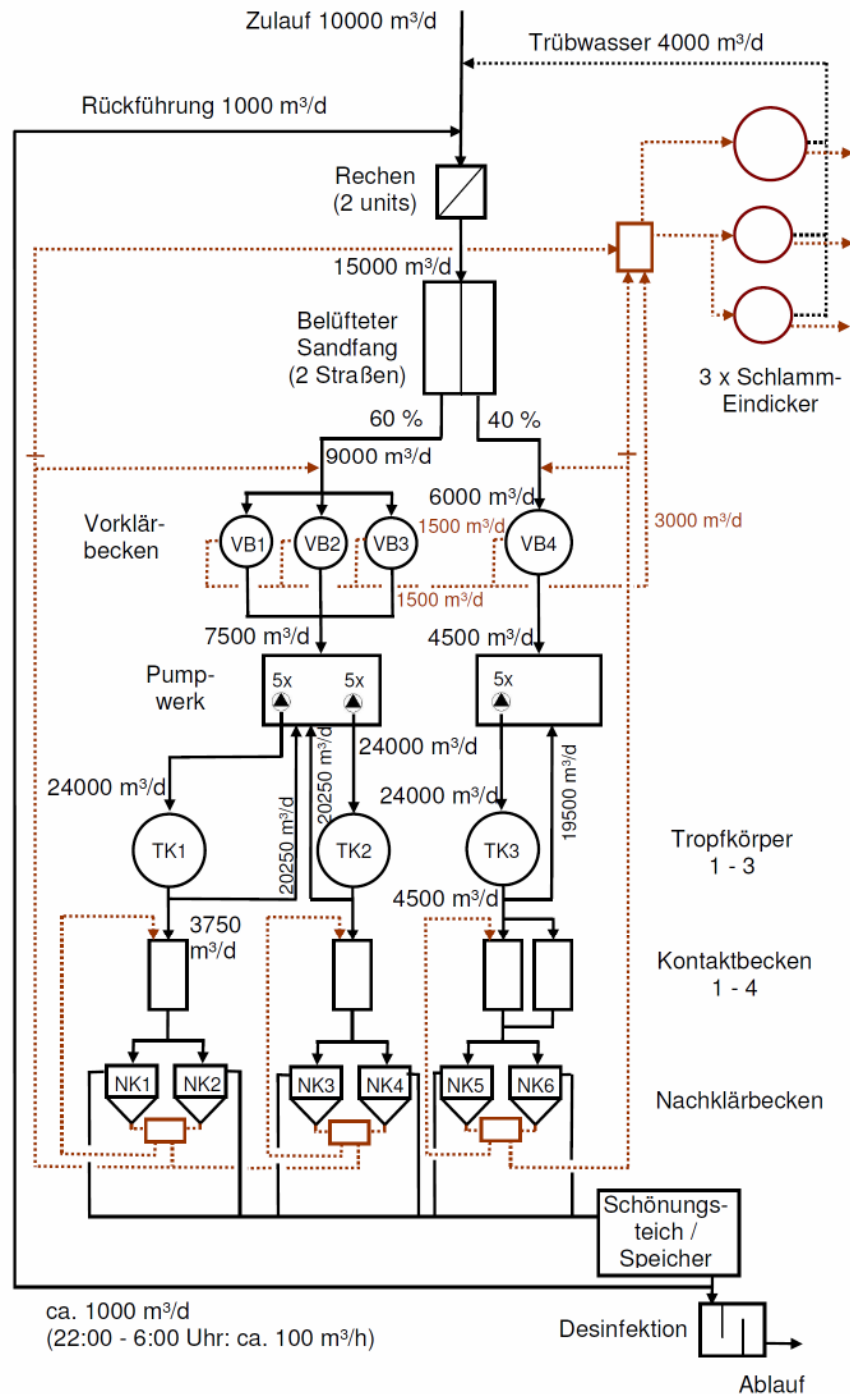 Zulauf 10000 m³/d
Trübwasser 4000 m³/d
Rückführung 1000 m³/d
Rechen
(2 units)
15000 m³/d
Belüfteter
Sandfang
(2 Straßen)
3 x Schlamm-
Eindicker
60 %
40 %
9000 m³/d
6000 m³/d
Vorklär-
becken
VB1
VB2
VB3
1500 m³/d
VB4
3000 m³/d
1500 m³/d
7500 m³/d
4500 m³/d
Pump-
werk
5x
5x
5x
24000 m³/d
24000 m³/d
24000 m³/d
20250 m³/d
20250 m³/d
19500 m³/d
TK1
TK2
TK3
Tropfkörper
1 - 3
3750
m³/d
4500 m³/d
Kontaktbecken
1 - 4
NK1
NK2
NK3
NK4
NK5
NK6
Nachklärbecken
Schönungs-
teich /
Speicher
ca. 1000 m³/d
(22:00 - 6:00 Uhr: ca. 100 m³/h)
Desinfektion
Ablauf